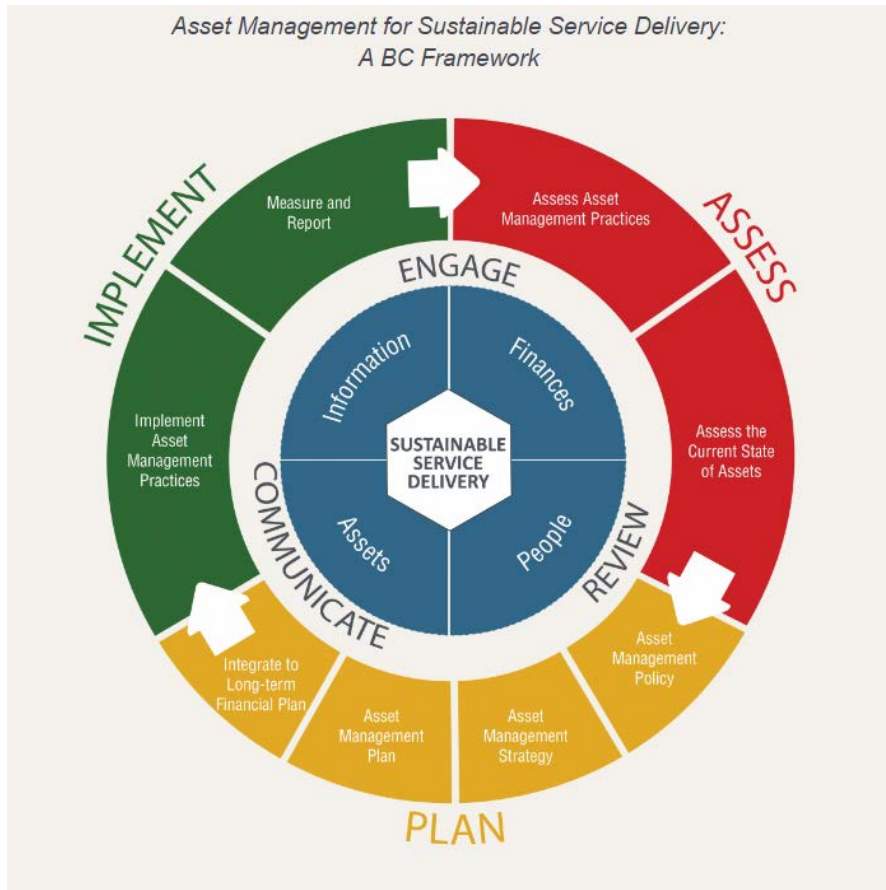 Asset Management for Sustainable Service Delivery:
A BC Framework
IMPLEMENT
ASSESS
PLAN
Measure and
Report
Assess Asset
Management Practices
Assess the
Current State
of Assets
Asset
Management
Policy
Asset
Management
Strategy
Asset
Management
Plan
Integrate to
Long-term
Financial Plan
Implement
Asset
Management
Practices
ENGAGE
REVIEW
COMMUNICATE
Information
Finances
People
Assets
SUSTAINABLE
SERVICE
DELIVERY